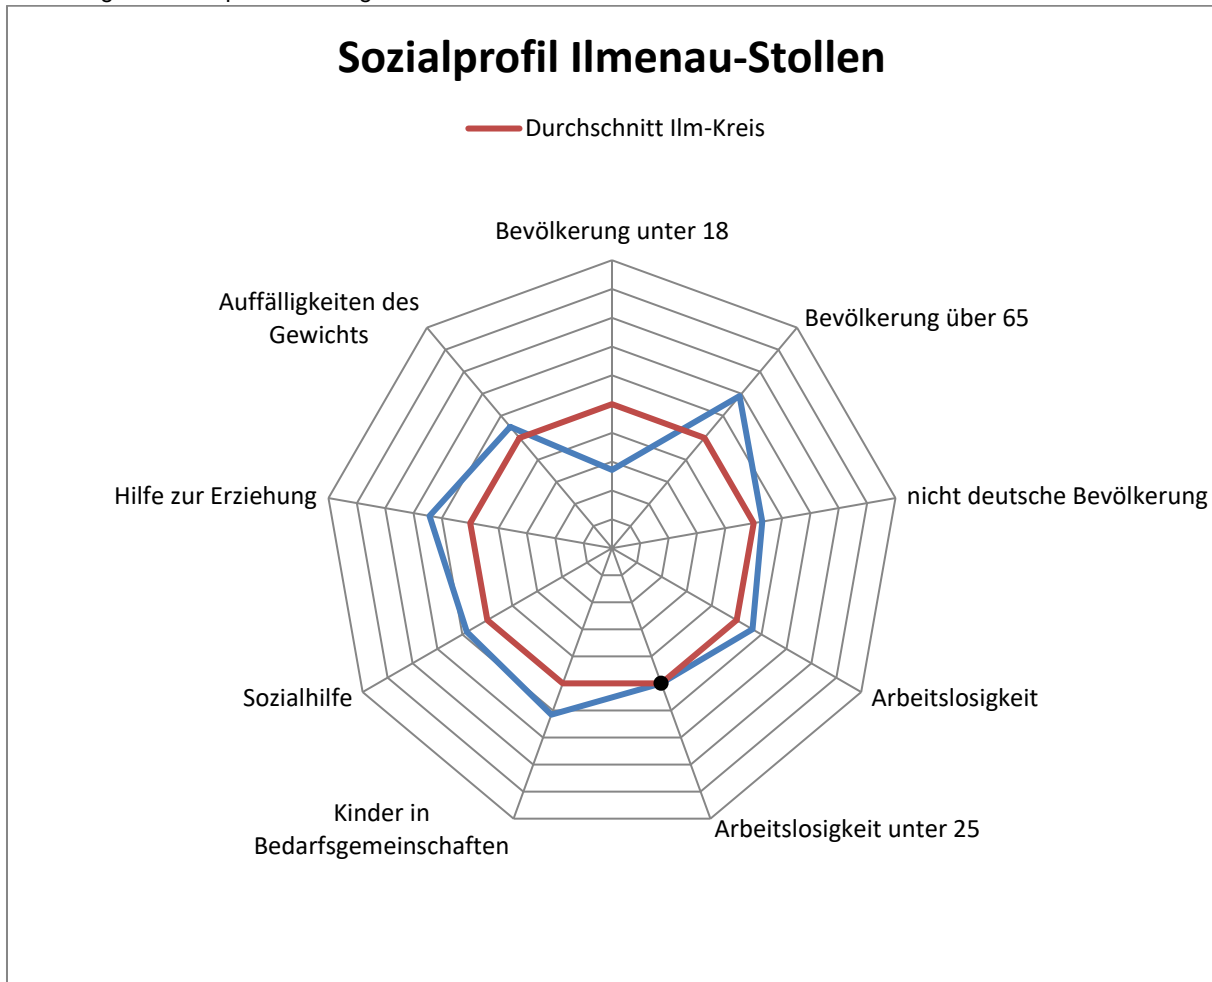 Sozialprofil Ilmenau-Stollen
Durchschnitt Ilm-Kreis
Bevölkerung unter 18
Auffälligkeiten des
Gewichts
Bevölkerung über 65
Hilfe zur Erziehung
nicht deutsche Bevölkerung
Sozialhilfe
Arbeitslosigkeit
Kinder in
Bedarfsgemeinschaften
Arbeitslosigkeit unter 25